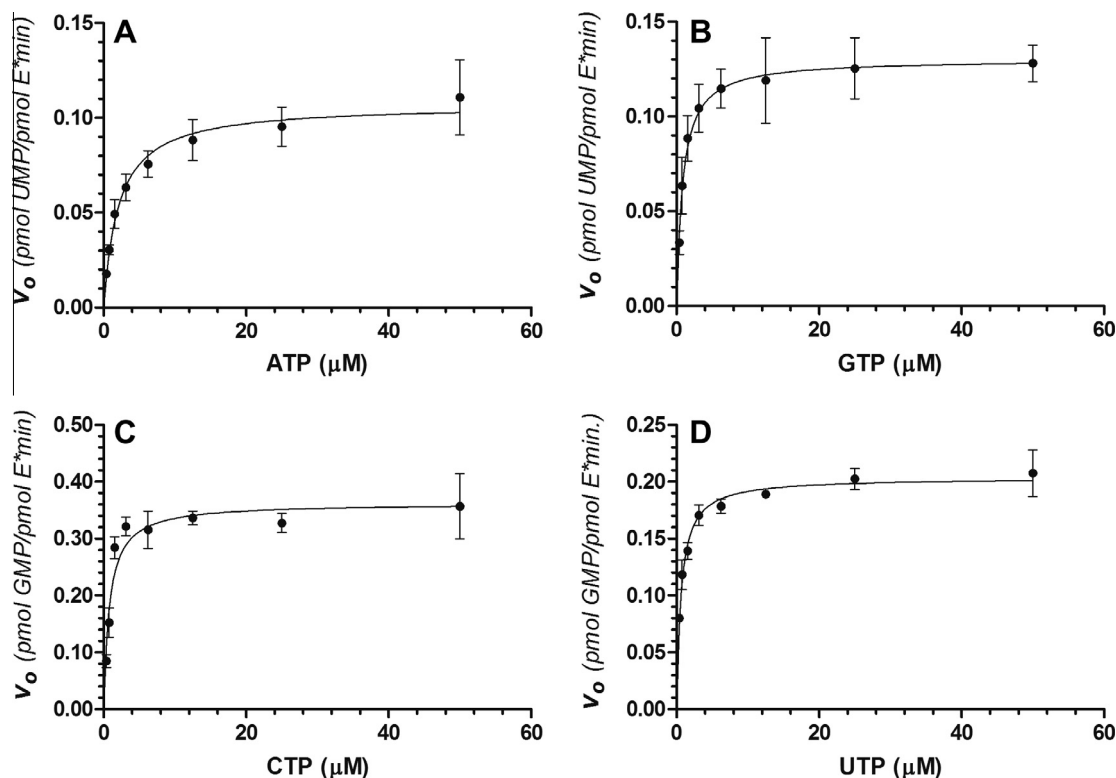 A
v₀ (pmol UMP/pmol E*min)
0.15
0.10
0.05
0.00
0 20 40 60
ATP (μM)
B
v₀ (pmol UMP/pmol E*min)
0.15
0.10
0.05
0.00
0 20 40 60
GTP (μM)
C
v₀ (pmol GMP/pmol E*min)
0.50
0.40
0.30
0.20
0.10
0.00
0 20 40 60
CTP (μM)
D
v₀ (pmol GMP/pmol E*min.)
0.25
0.20
0.15
0.10
0.05
0.00
0 20 40 60
UTP (μM)